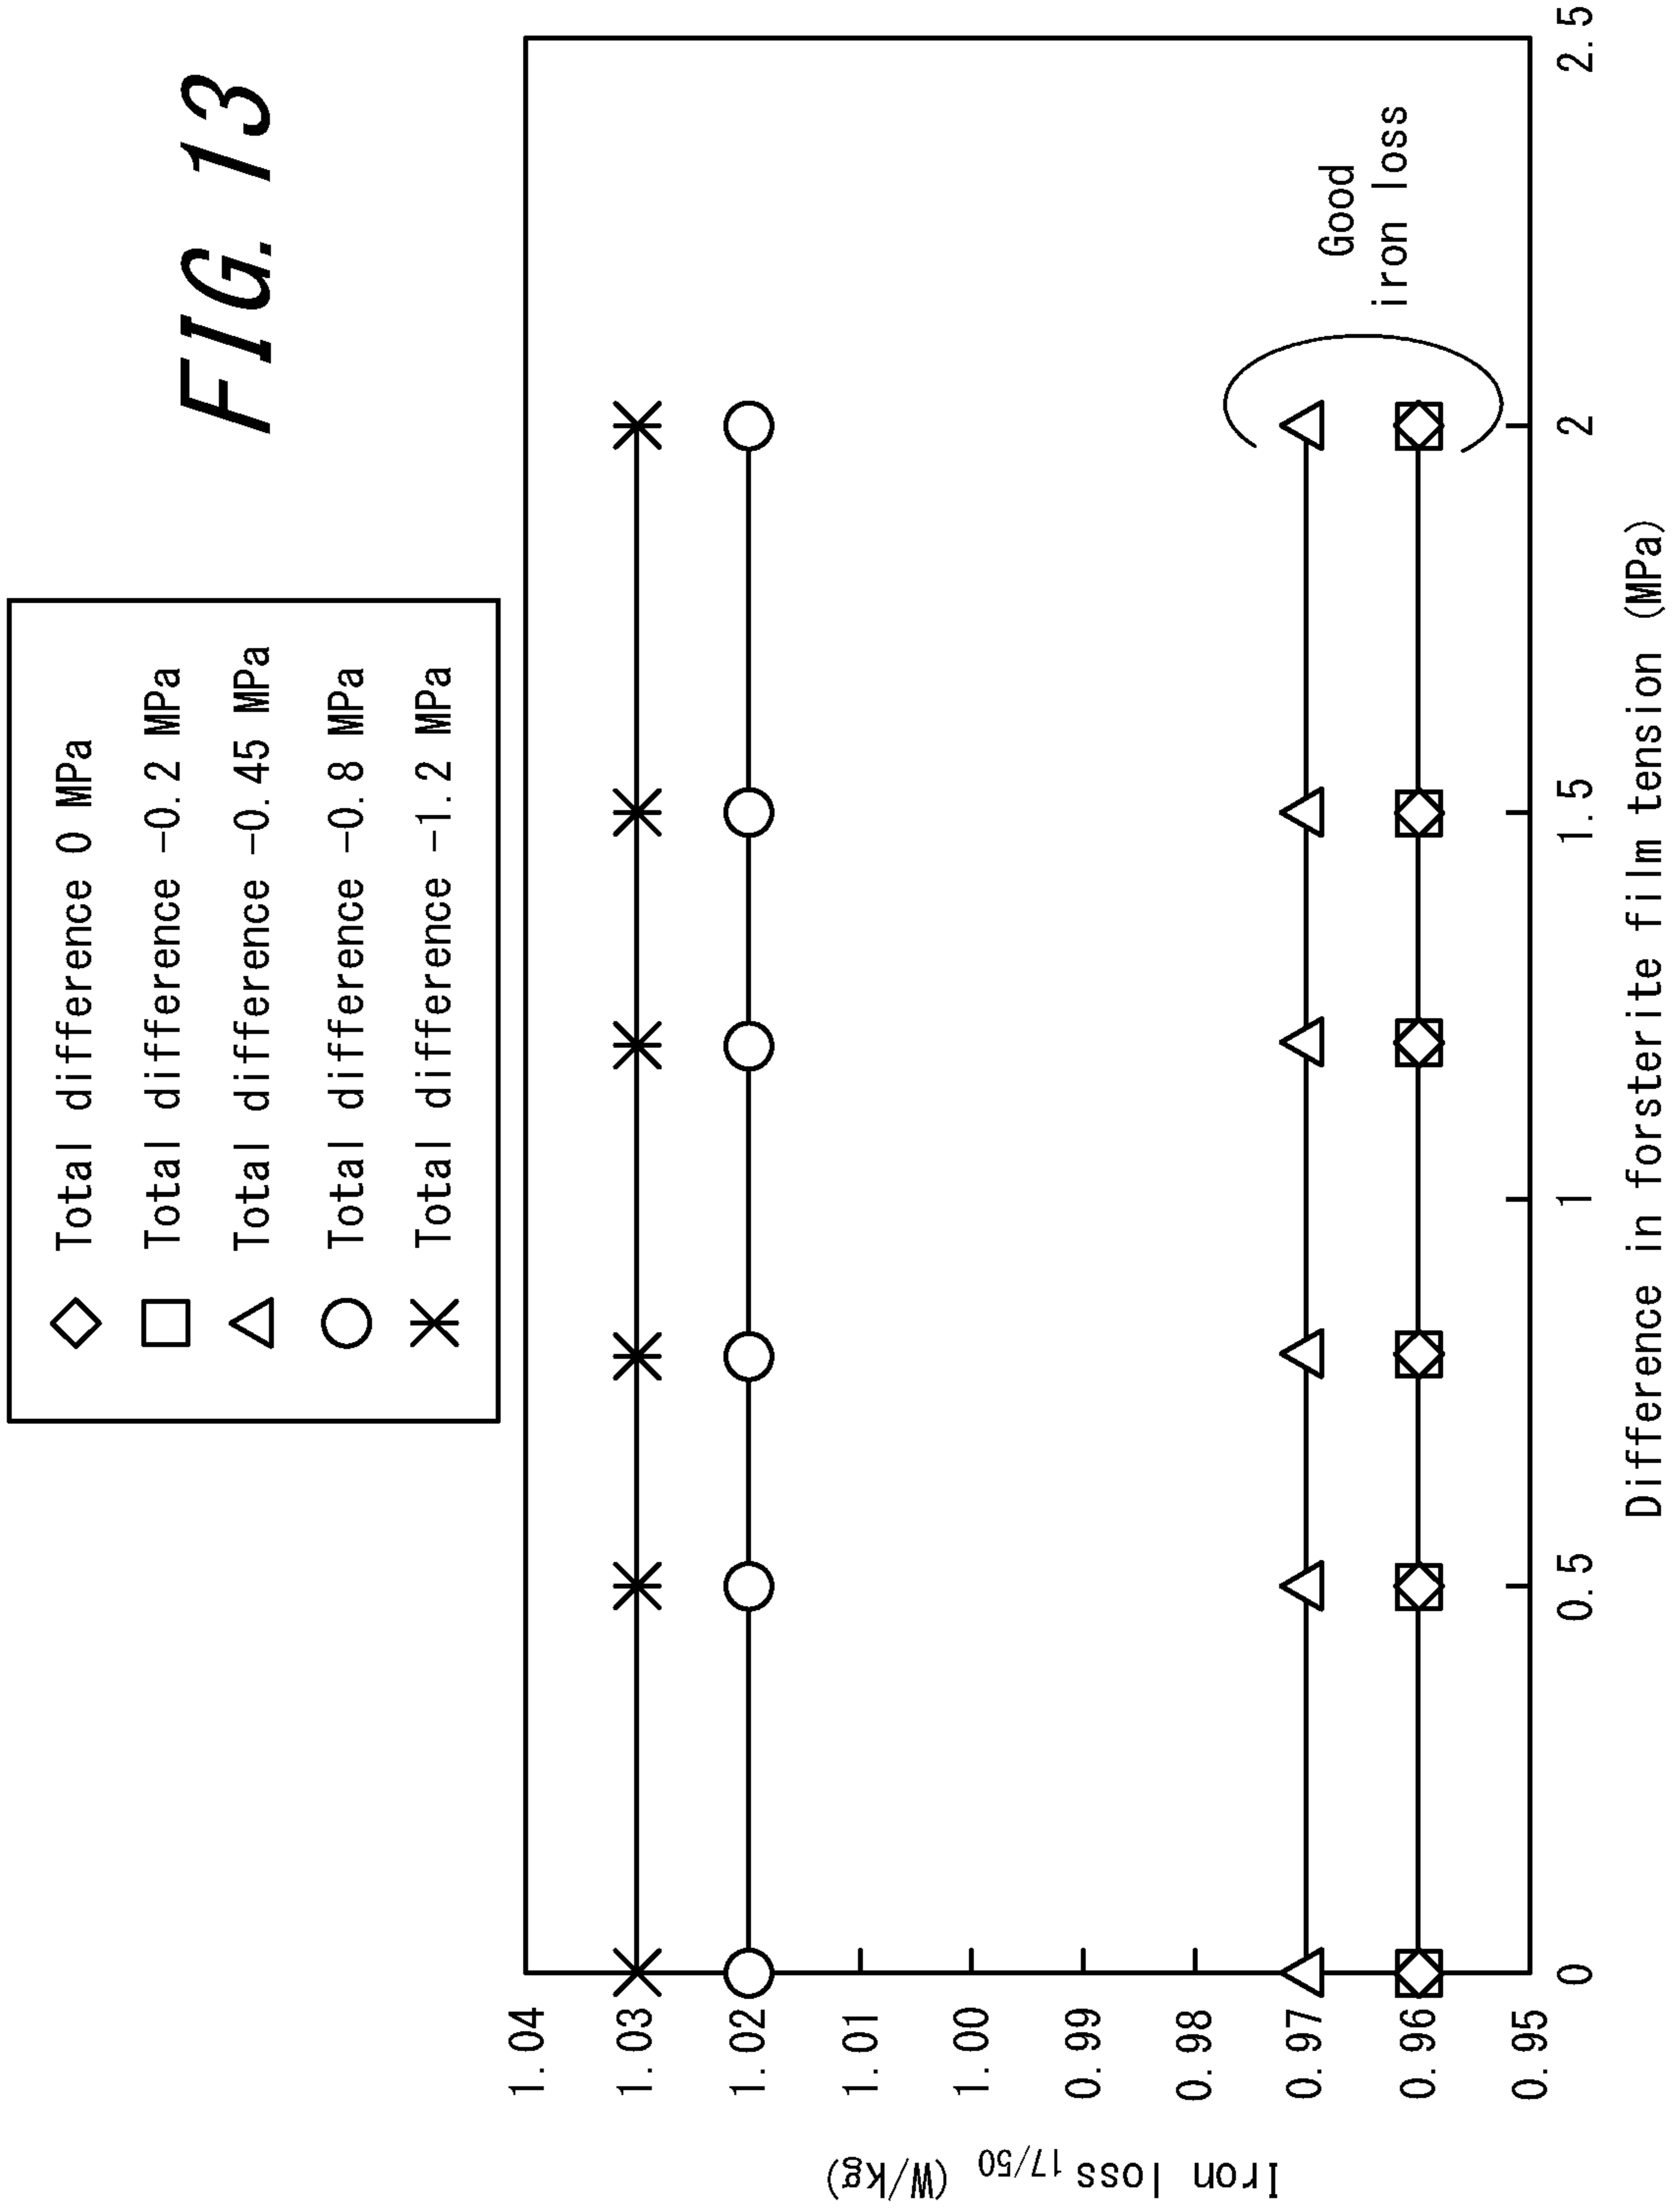 FIG. 13
Total difference 0 MPa
Total difference -0.2 MPa
Total difference -0.45 MPa
Total difference -0.8 MPa
Total difference -1.2 MPa
1.04
1.03
1.02
1.01
1.00
0.99
0.98
0.97
0.96
0.95
Iron loss 17/50 (W/kg)
Good
iron loss
0
0.5
1
1.5
2
2.5
Difference in forsterite film tension (MPa)